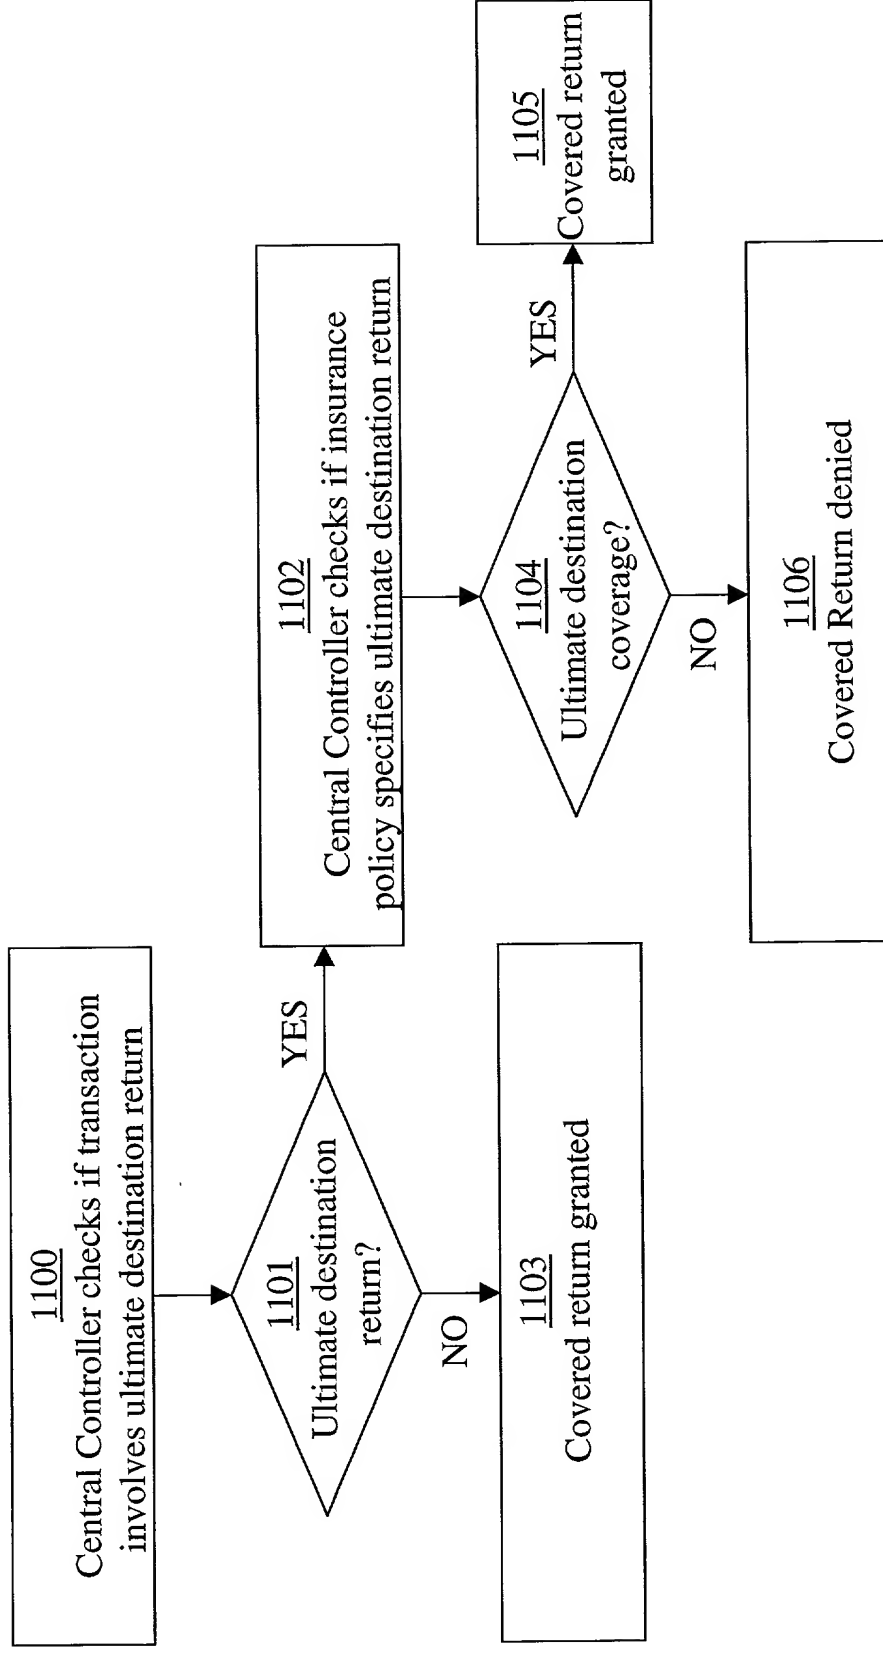 1100
Central Controller checks if transaction
involves ultimate destination return
1101
Ultimate destination
return?
YES
NO
1102
Central Controller checks if insurance
policy specifies ultimate destination return
1103
Covered return granted
1104
Ultimate destination
coverage?
YES
NO
1105
Covered return
granted
1106
Covered Return denied